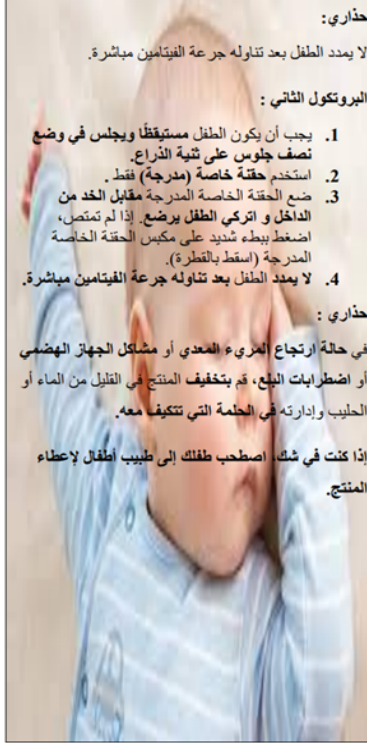 حذاري:
لا يمدد الطفل بعد تناوله جرعة الفيتامين مباشرة.
البروتكول الثاني :
1. يجب أن يكون الطفل مستيقظًا ويجلس في وضع
نصف جلوس على ثنية الذراع.
2. استخدم حقنة خاصة (مدرجة) فقط .
3. ضع الحقنة الخاصة المدرجة مقابل الخد من
الداخل و اتركي الطفل يرضع. إذا لم تمتص،
اضغط ببطء شديد على مكبس الحقنة الخاصة
المدرجة (اسقط بالقطرة).
4. لا يمدد الطفل بعد تناوله جرعة الفيتامين مباشرة.
حذاري :
في حالة ارتجاع المريء المعدي أو مشاكل الجهاز الهضمي
أو اضطرابات البلع، قم بتخفيف المنتج في القليل من الماء أو
الحليب وإدارته في الحلمة التي تتكيف معه.
إذا كنت في شك، اصطحب طفلك إلى طبيب أطفال لإعطاء
المنتج.